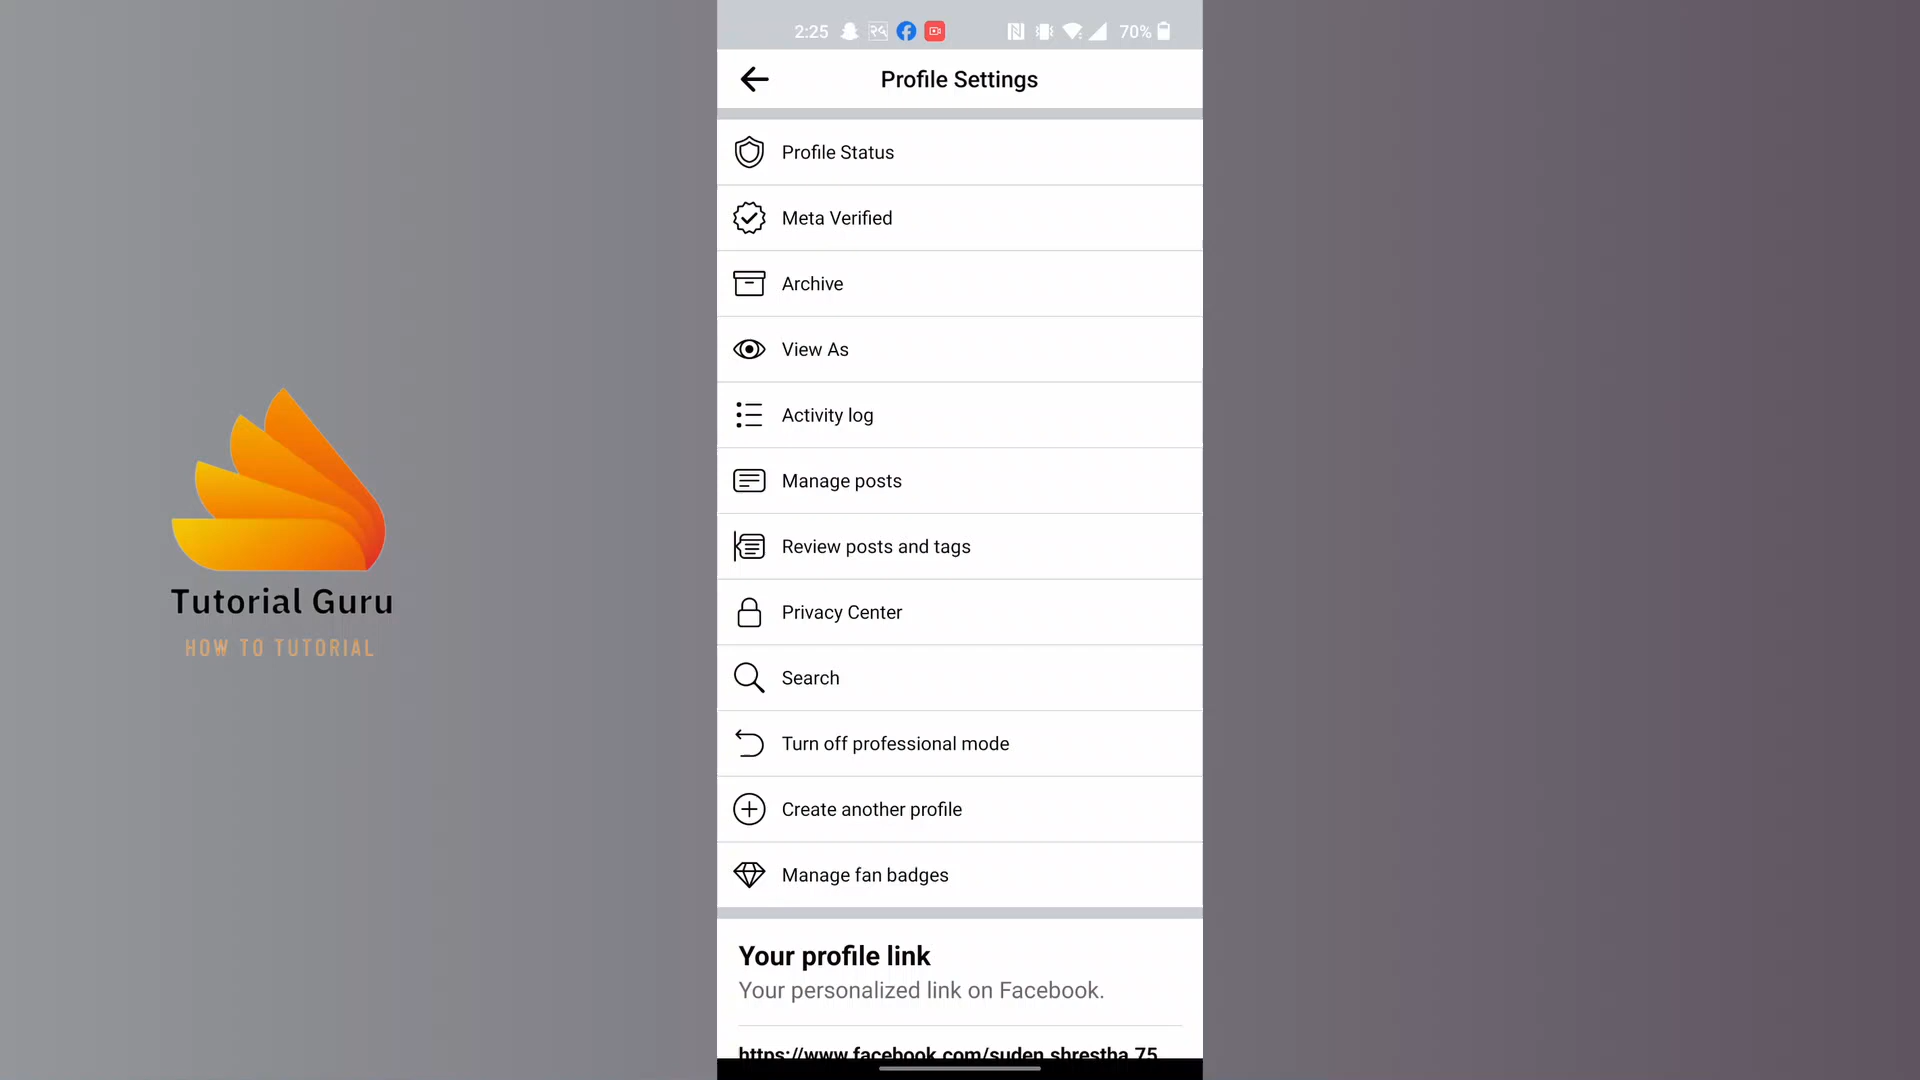 2:25
70%
Profile Settings
Profile Status
Meta Verified
Archive
View As
Activity log
Manage posts
Review posts and tags
Privacy Center
Search
Turn off professional mode
Create another profile
Manage fan badges
Your profile link
Your personalized link on Facebook.
https://www.facebook.com/suden.shrestha.75
Tutorial Guru
HOW TO TUTORIAL